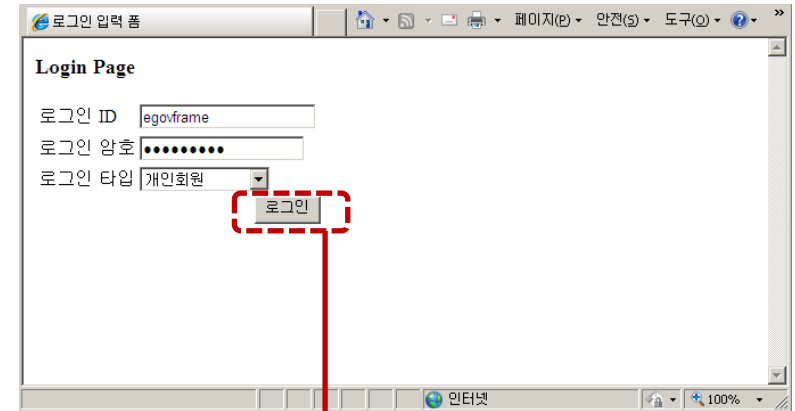 로그인 입력 폼
페이지(P) 안전(S) 도구(O) »
Login Page
로그인 ID egovframe
로그인 암호 •••••••••
로그인 타입 개인회원
로그인
인터넷 100%